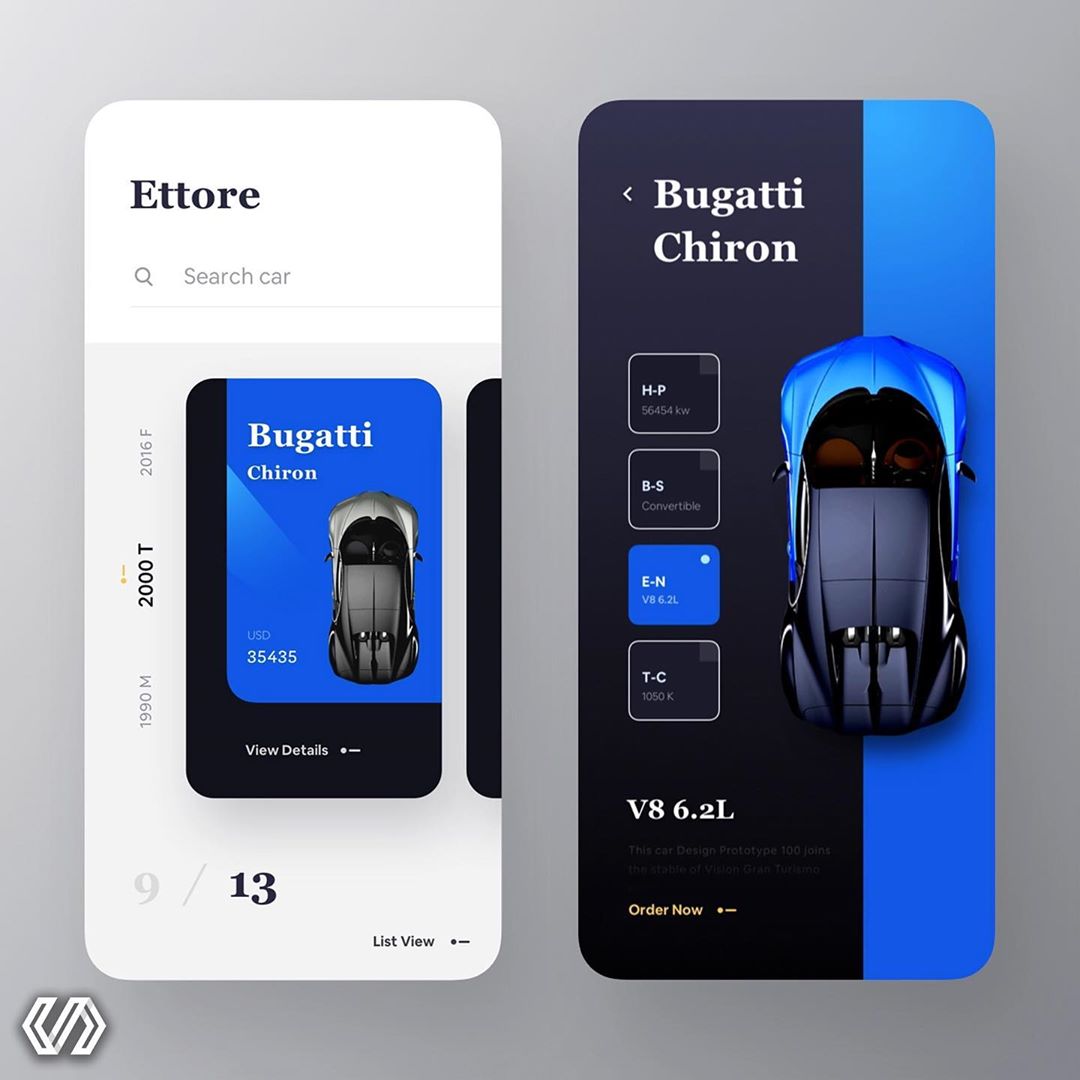 Ettore
Search car
2016 F
2000 T
1990 M
Bugatti
Chiron
USD
35435
View Details
9 / 13
List View
Bugatti
Chiron
H-P
56454 kw
B-S
Convertible
E-N
V8 6.2L
T-C
1050 K
V8 6.2L
This car Design Prototype 100 joins
the stable of Vision Gran Turismo
Order Now